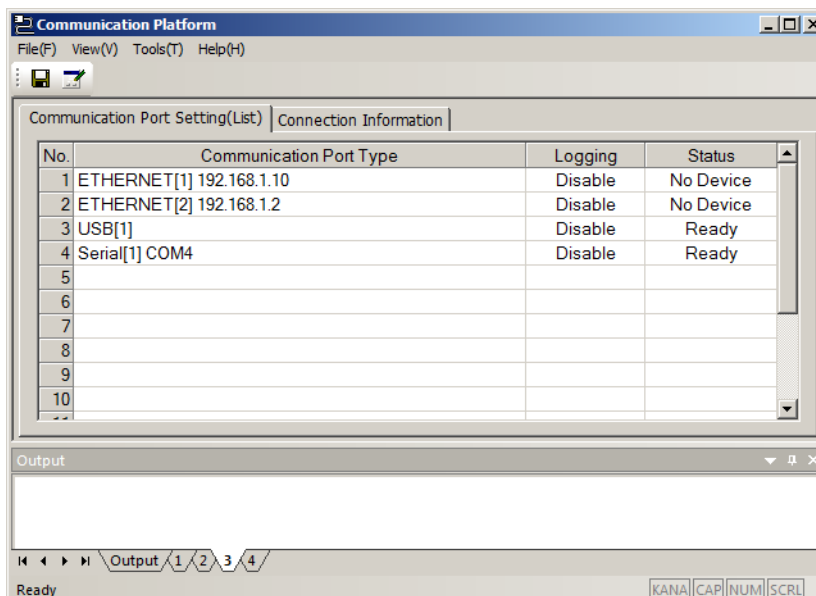 Communication Platform
File(F) View(V) Tools(T) Help(H)
Communication Port Setting(List) Connection Information
No. Communication Port Type Logging Status
1 ETHERNET[1] 192.168.1.10 Disable No Device
2 ETHERNET[2] 192.168.1.2 Disable No Device
3 USB[1] Disable Ready
4 Serial[1] COM4 Disable Ready
5
6
7
8
9
10
Output
Output 1 2 3 4
Ready KANA CAP NUM SCRL